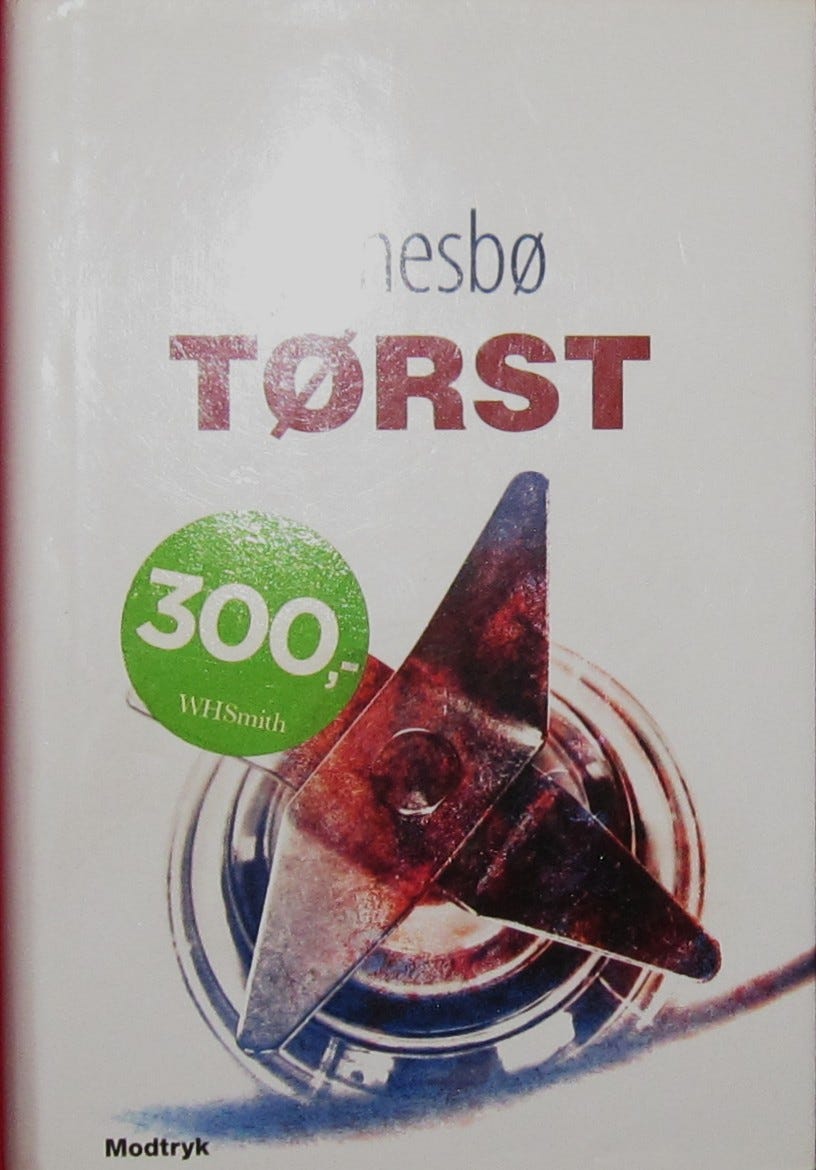 nesbø
TØRST
300,-
WHSmith
Modtryk